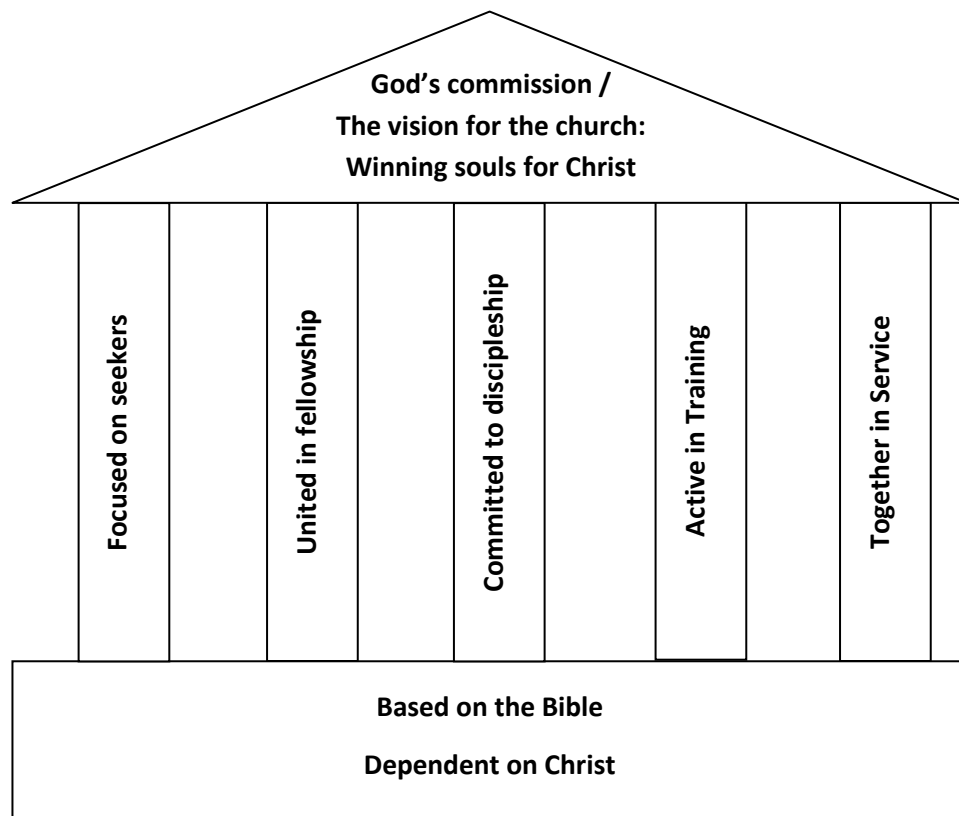 God’s commission /
The vision for the church:
Winning souls for Christ
Focused on seekers
United in fellowship
Committed to discipleship
Active in Training
Together in Service
Based on the Bible
Dependent on Christ